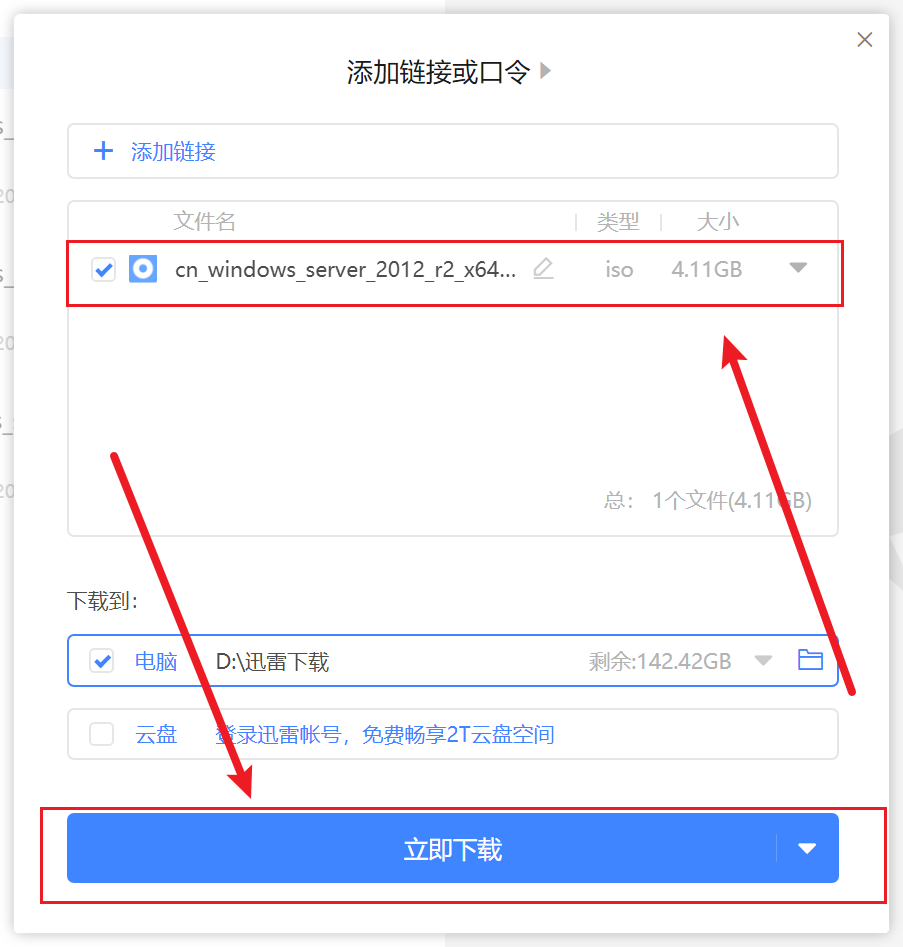 添加链接或口令
添加链接
文件名 类型 大小
cn_windows_server_2012_r2_x64... iso 4.11GB
总： 1个文件(4.11GB)
下载到：
电脑 D:\迅雷下载 剩余:142.42GB
云盘 登录迅雷帐号，免费畅享2T云盘空间
立即下载